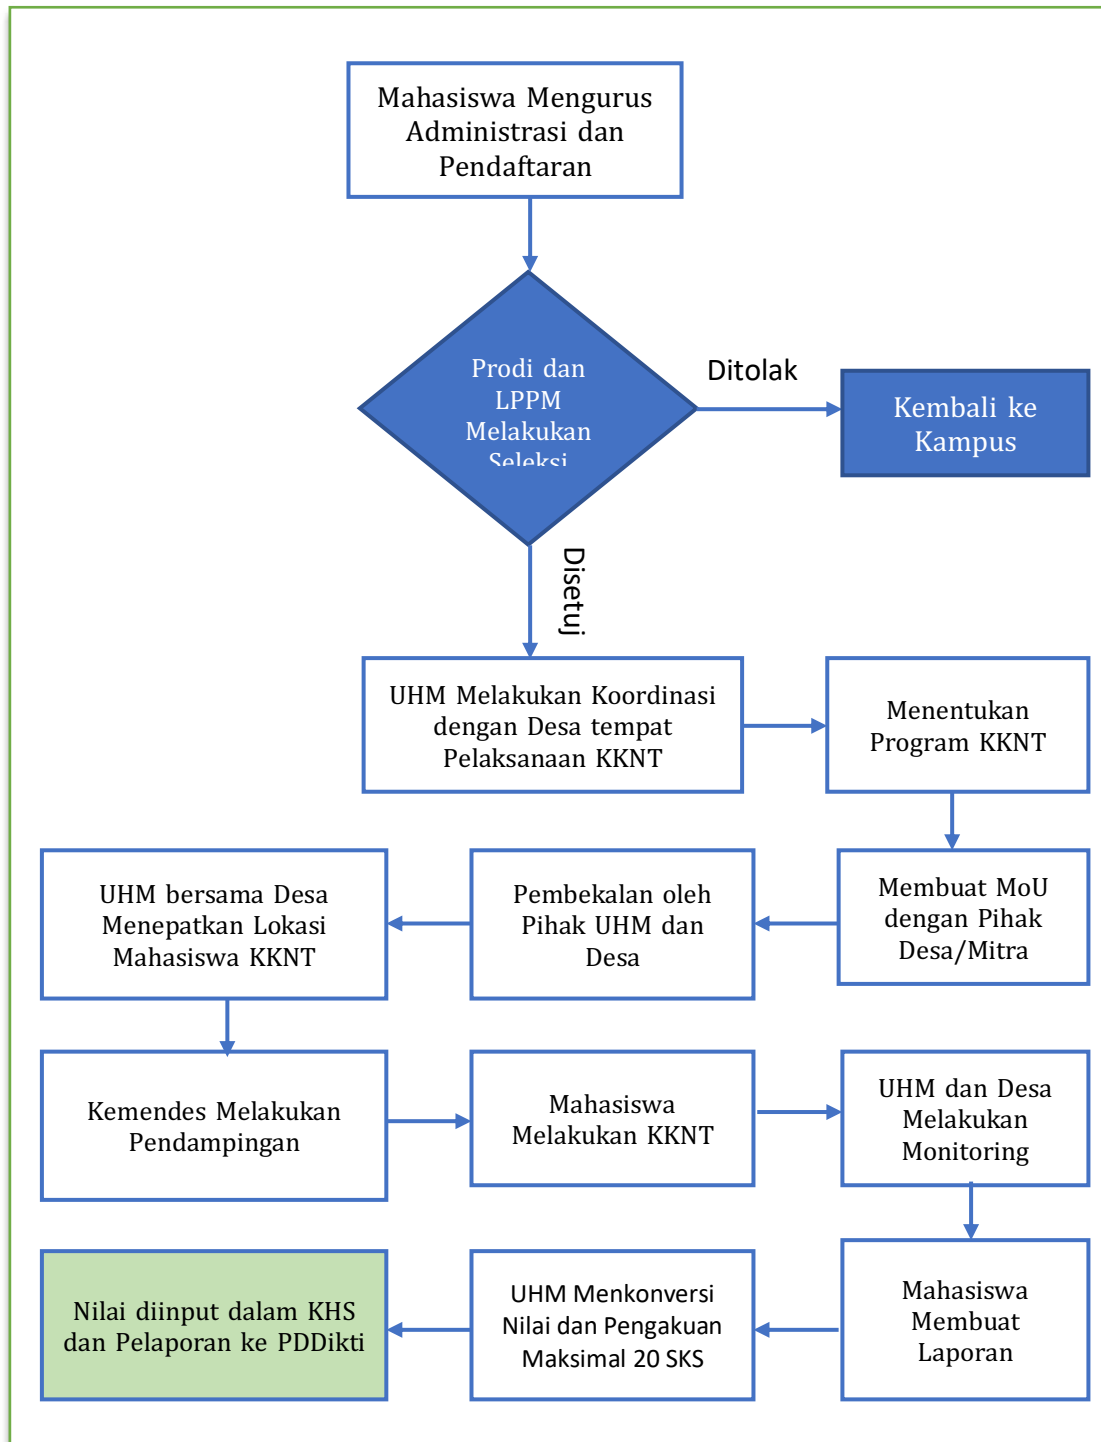 Mahasiswa Mengurus
Administrasi dan
Pendaftaran
Prodi dan
LPPM
Melakukan
Seleksi
Ditolak
Kembali ke
Kampus
Disetuj
UHM Melakukan Koordinasi
dengan Desa tempat
Pelaksanaan KKNT
Menentukan
Program KKNT
Membuat MoU
dengan Pihak
Desa/Mitra
Pembekalan oleh
Pihak UHM dan
Desa
UHM bersama Desa
Menepatkan Lokasi
Mahasiswa KKNT
Kemendes Melakukan
Pendampingan
Mahasiswa
Melakukan KKNT
UHM dan Desa
Melakukan
Monitoring
Mahasiswa
Membuat
Laporan
UHM Menkonversi
Nilai dan Pengakuan
Maksimal 20 SKS
Nilai diinput dalam KHS
dan Pelaporan ke PDDikti